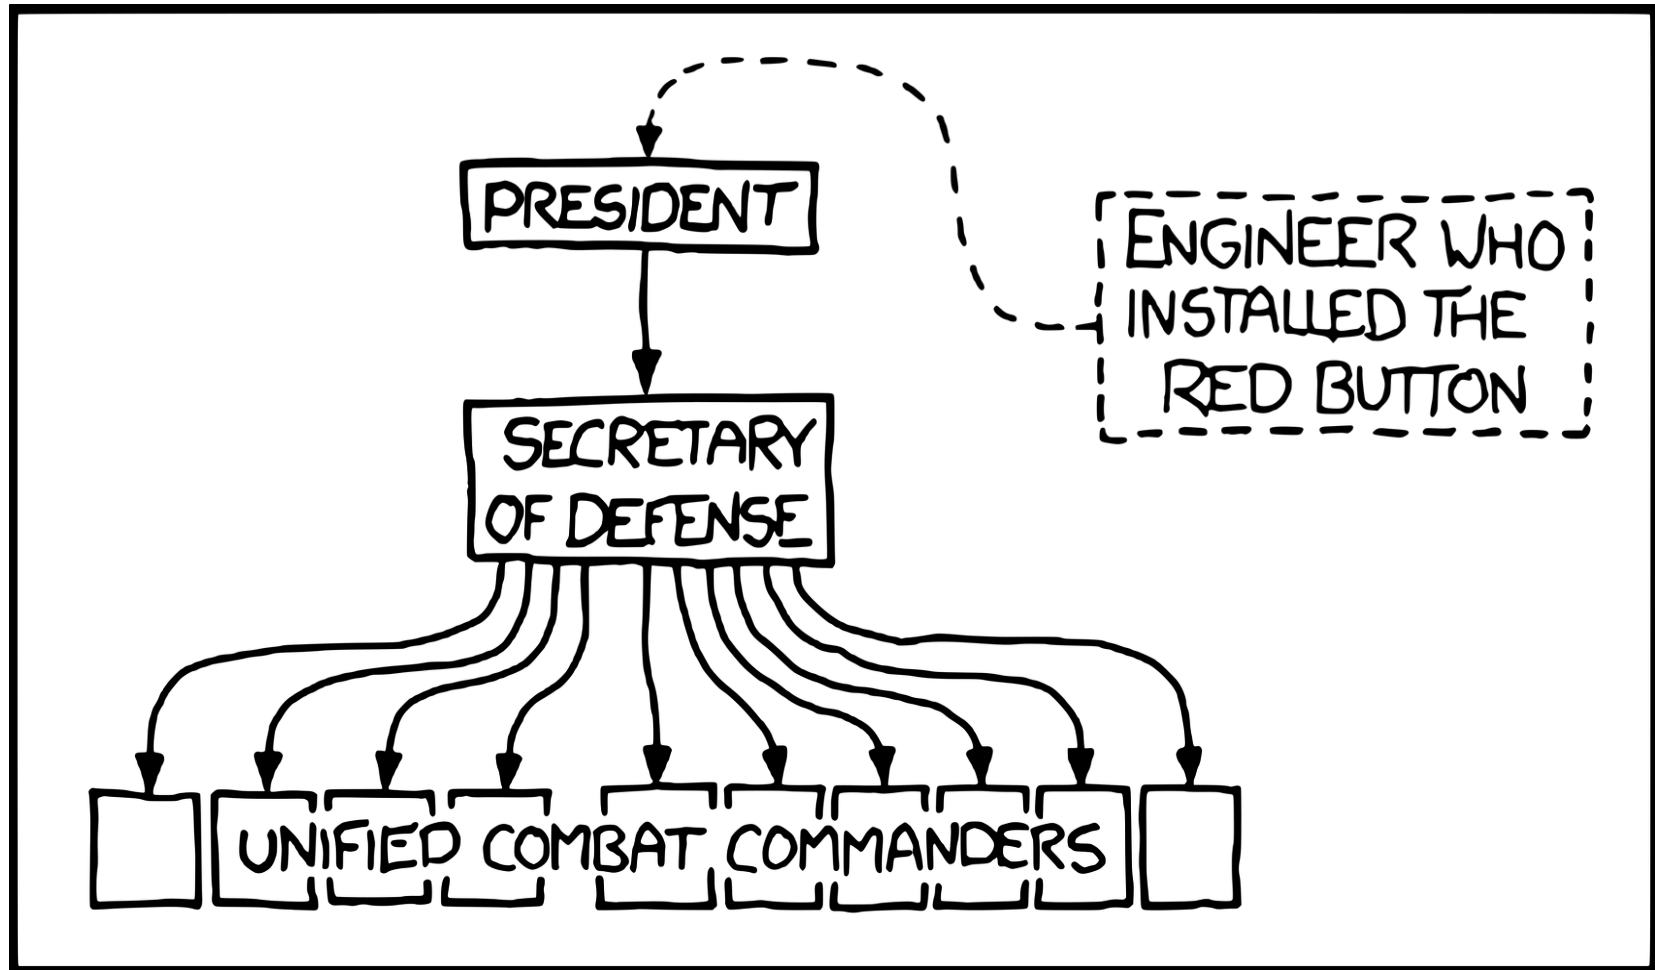 PRESIDENT
ENGINEER WHO
INSTALLED THE
RED BUTTON
SECRETARY
OF DEFENSE
UNIFIED COMBAT COMMANDERS